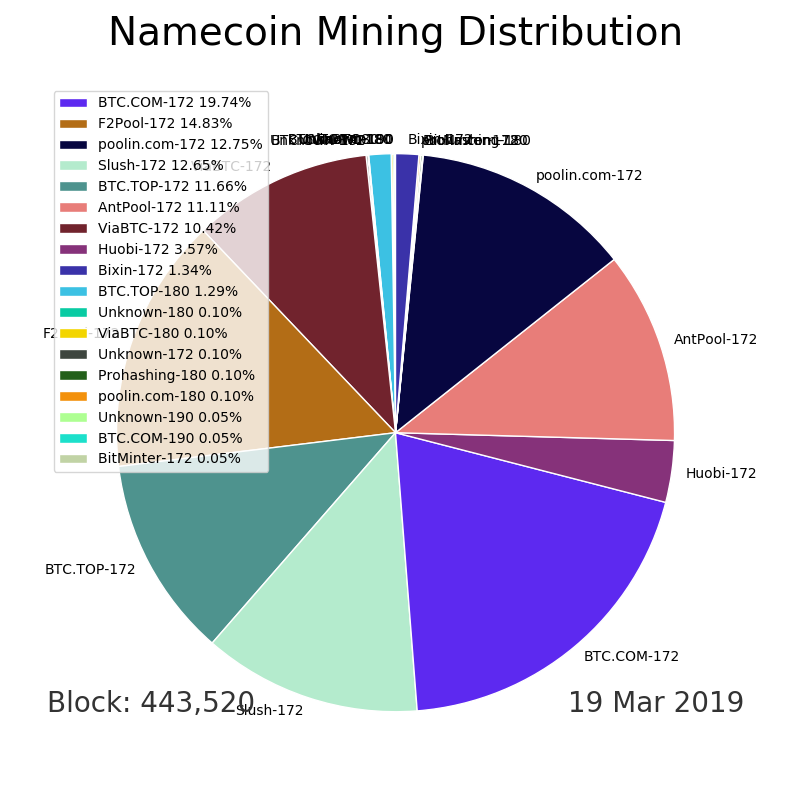 Namecoin Mining Distribution
BTC.COM-172 19.74%
F2Pool-172 14.83%
poolin.com-172 12.75%
Slush-172 12.65%
BTC.TOP-172 11.66%
AntPool-172 11.11%
ViaBTC-172 10.42%
Huobi-172 3.57%
Bixin-172 1.34%
BTC.TOP-180 1.29%
Unknown-180 0.10%
ViaBTC-180 0.10%
Unknown-172 0.10%
Prohashing-180 0.10%
poolin.com-180 0.10%
Unknown-190 0.05%
BTC.COM-190 0.05%
BitMinter-172 0.05%
poolin.com-172
AntPool-172
Huobi-172
BTC.COM-172
Slush-172
BTC.TOP-172
Block: 443,520
19 Mar 2019